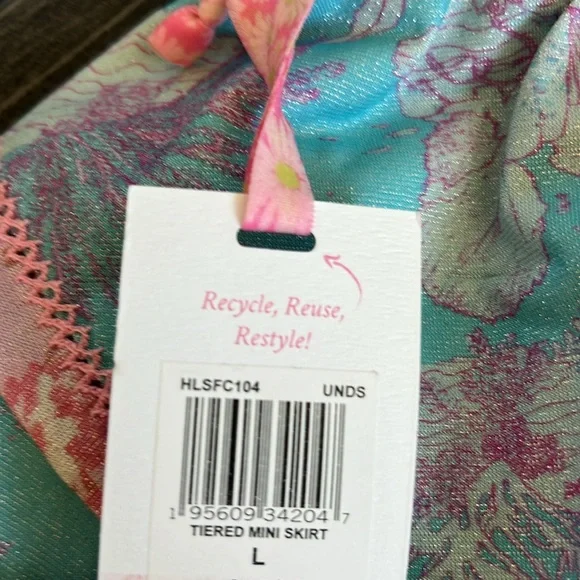 Recycle, Reuse,
Restyle!
HLSFC104 UNDS
1 95609 34204 7
TIERED MINI SKIRT
L